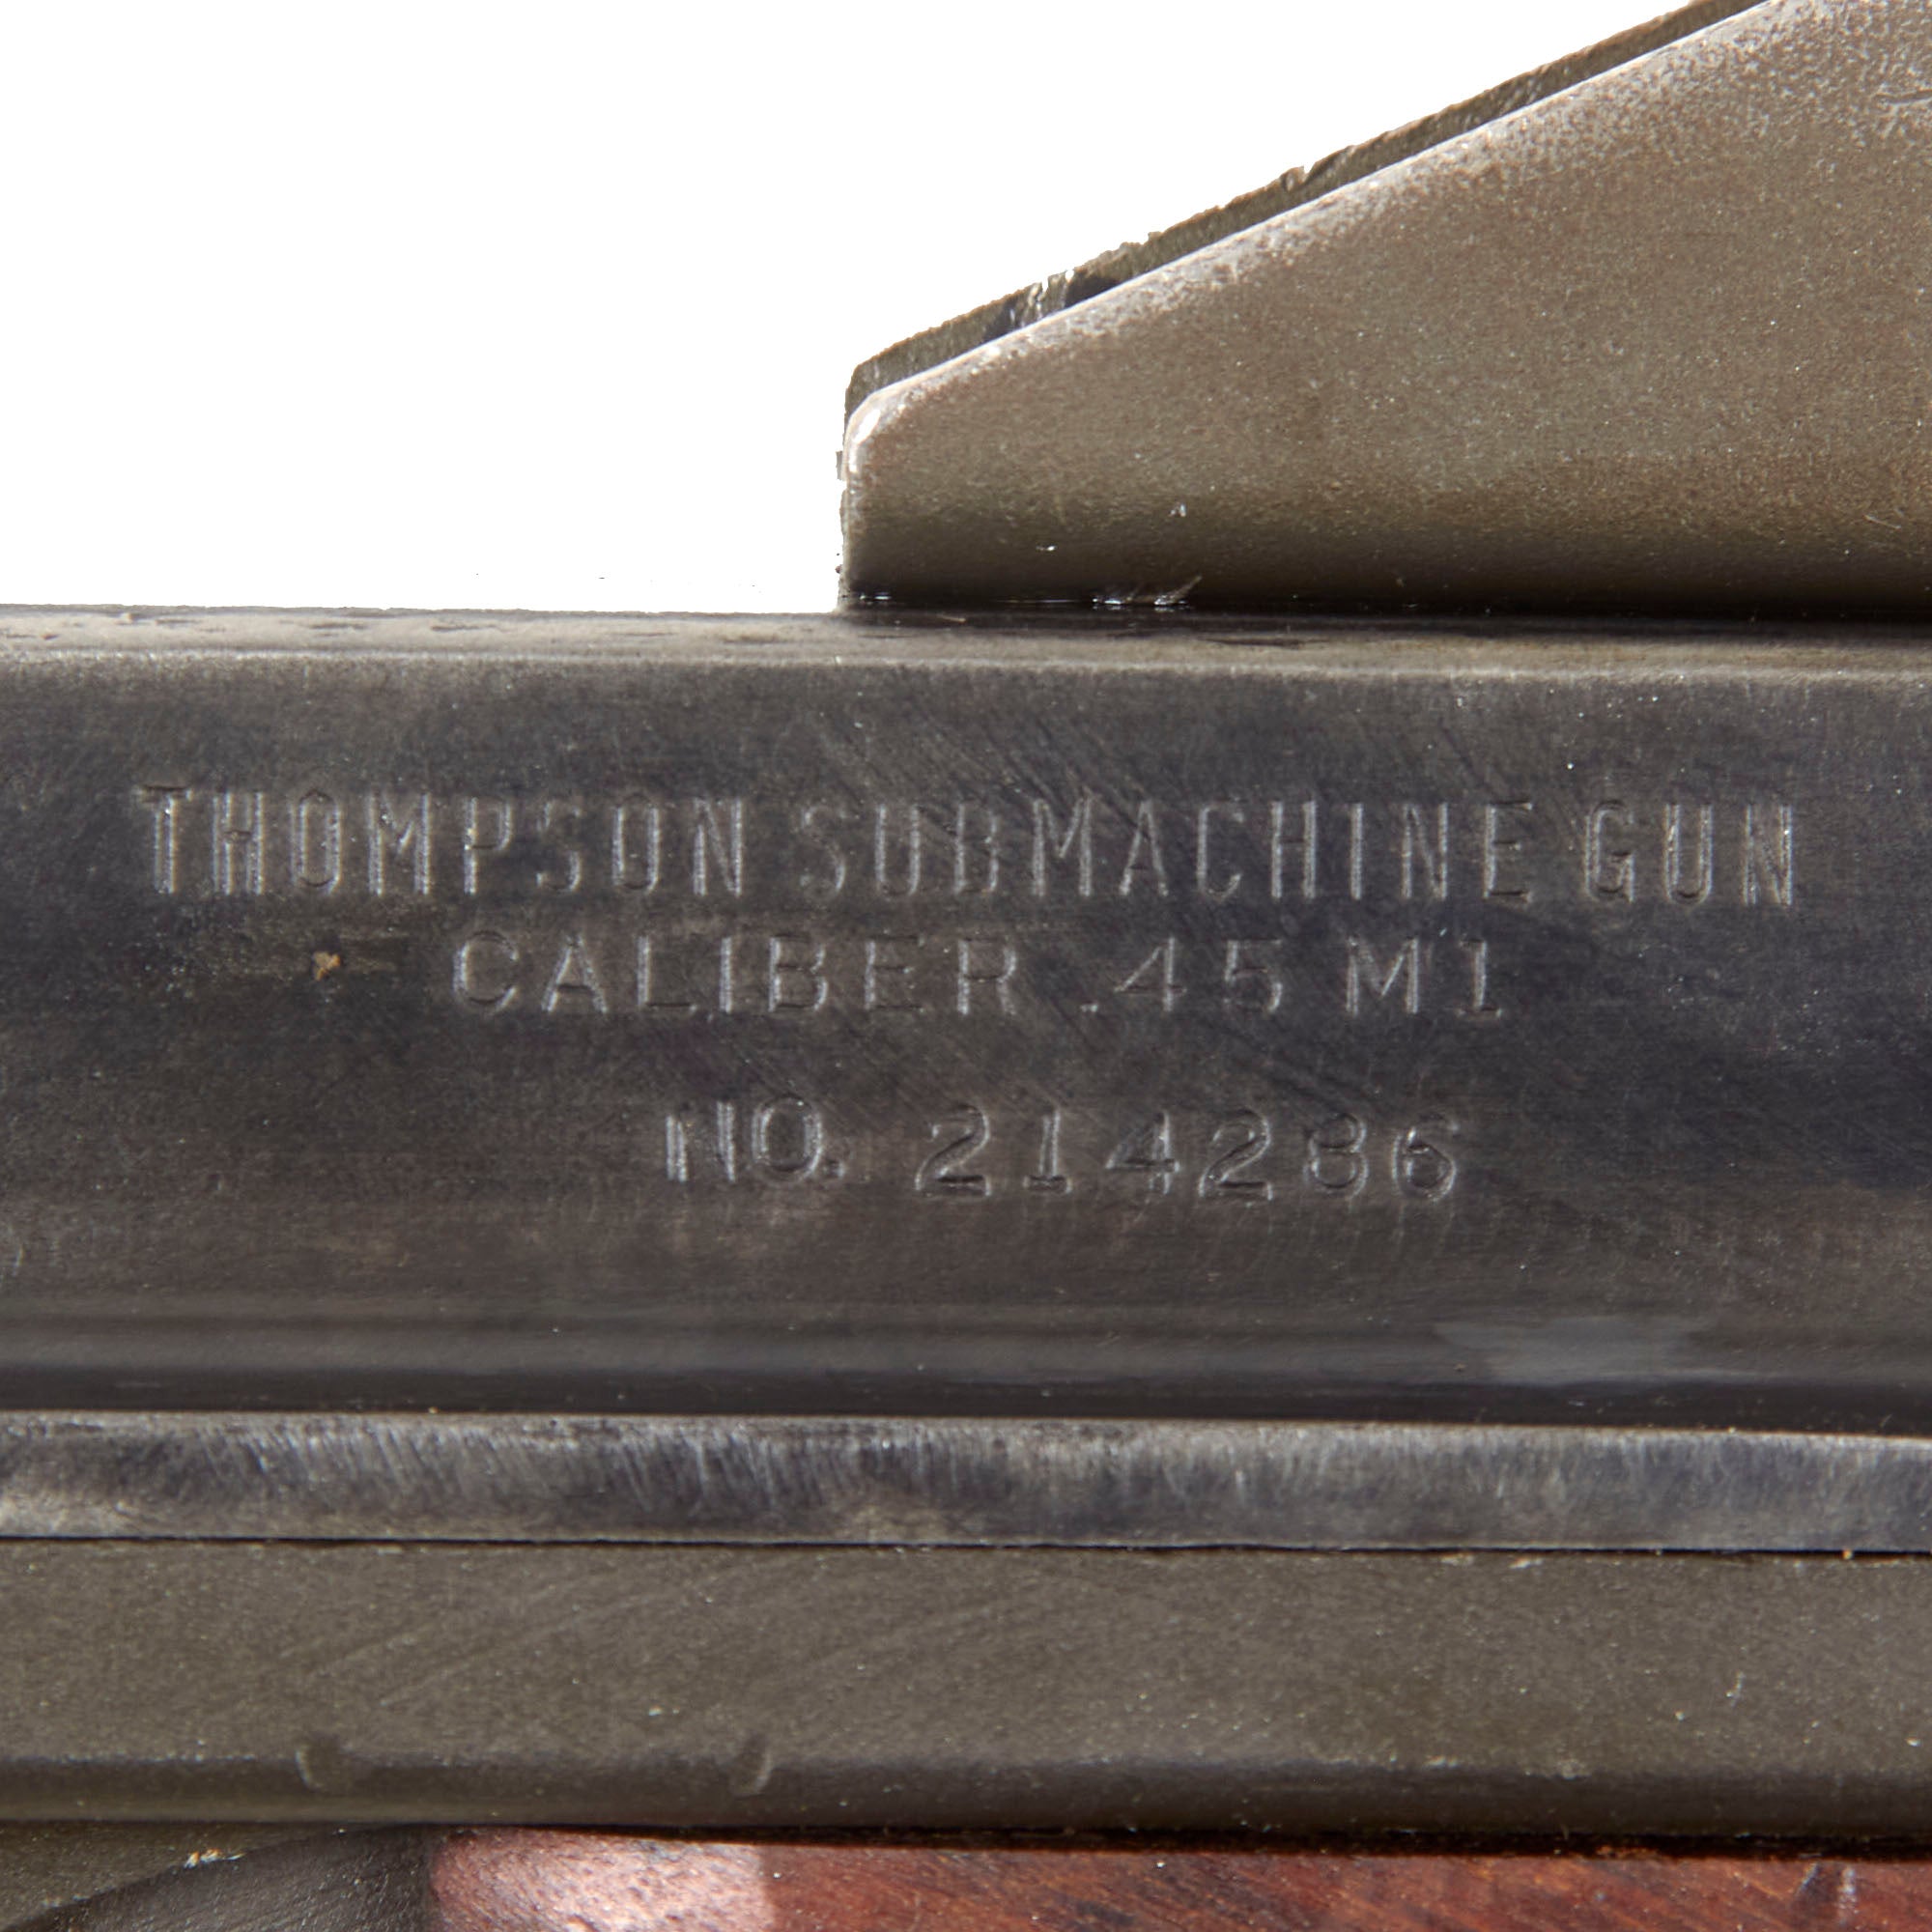 THOMPSON SUBMACHINE GUN
CALIBER .45 M1
NO. 214286